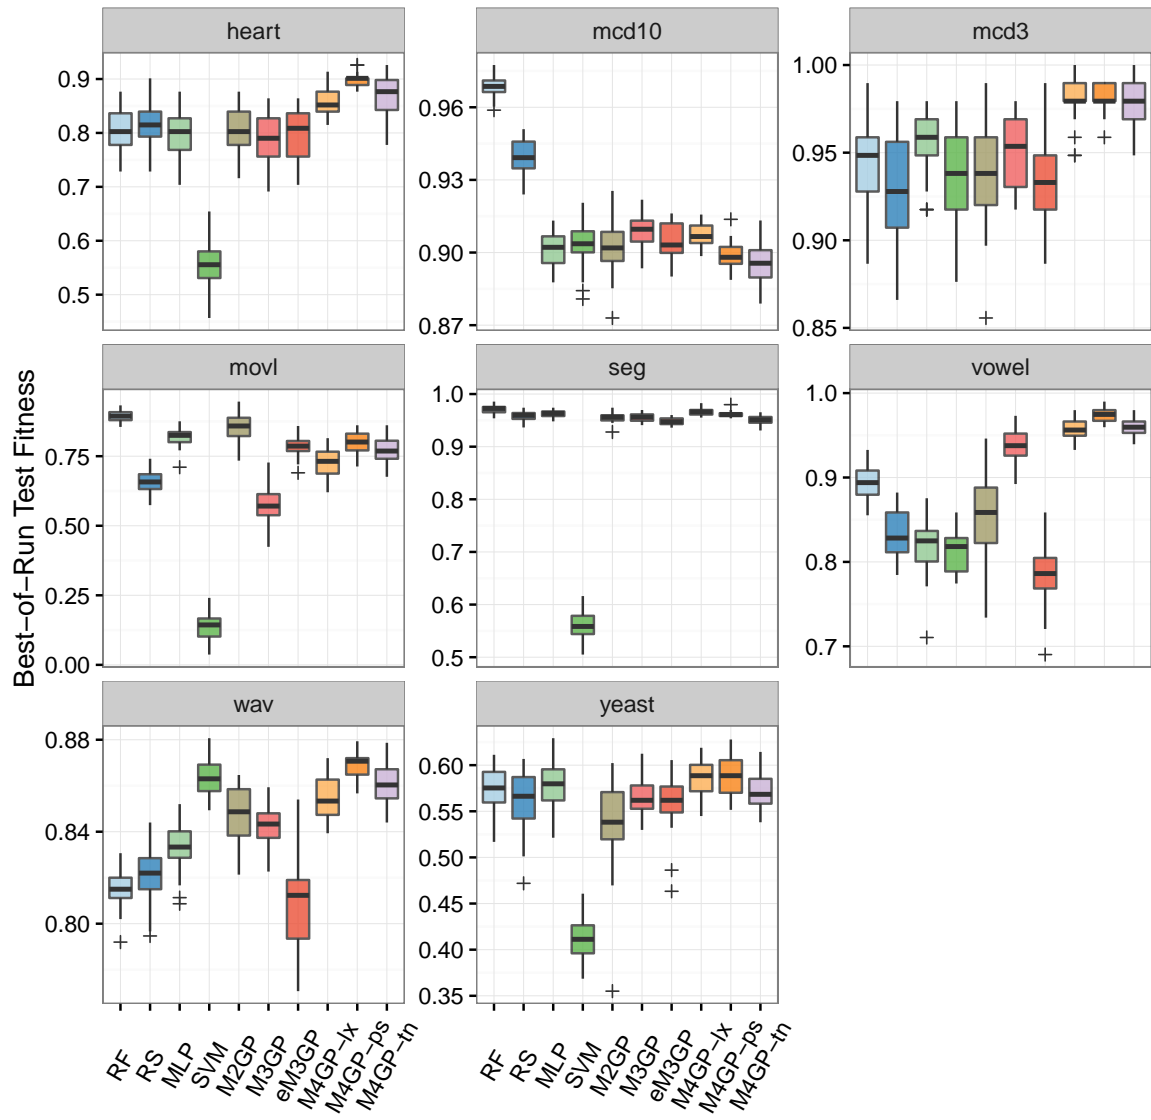 heart
mcd10
mcd3
0.9
0.8
0.7
0.6
0.5
0.96
0.93
0.90
0.87
1.00
0.95
0.90
0.85
movl
seg
vowel
0.75
0.50
0.25
0.00
1.0
0.9
0.8
0.7
0.6
0.5
1.0
0.9
0.8
0.7
Best−of−Run Test Fitness
wav
yeast
0.88
0.84
0.80
0.60
0.55
0.50
0.45
0.40
0.35
RF
RS
MLP
SVM
M2GP
M3GP
eM3GP
M4GP−lx
M4GP−ps
M4GP−tn
RF
RS
MLP
SVM
M2GP
M3GP
eM3GP
M4GP−lx
M4GP−ps
M4GP−tn